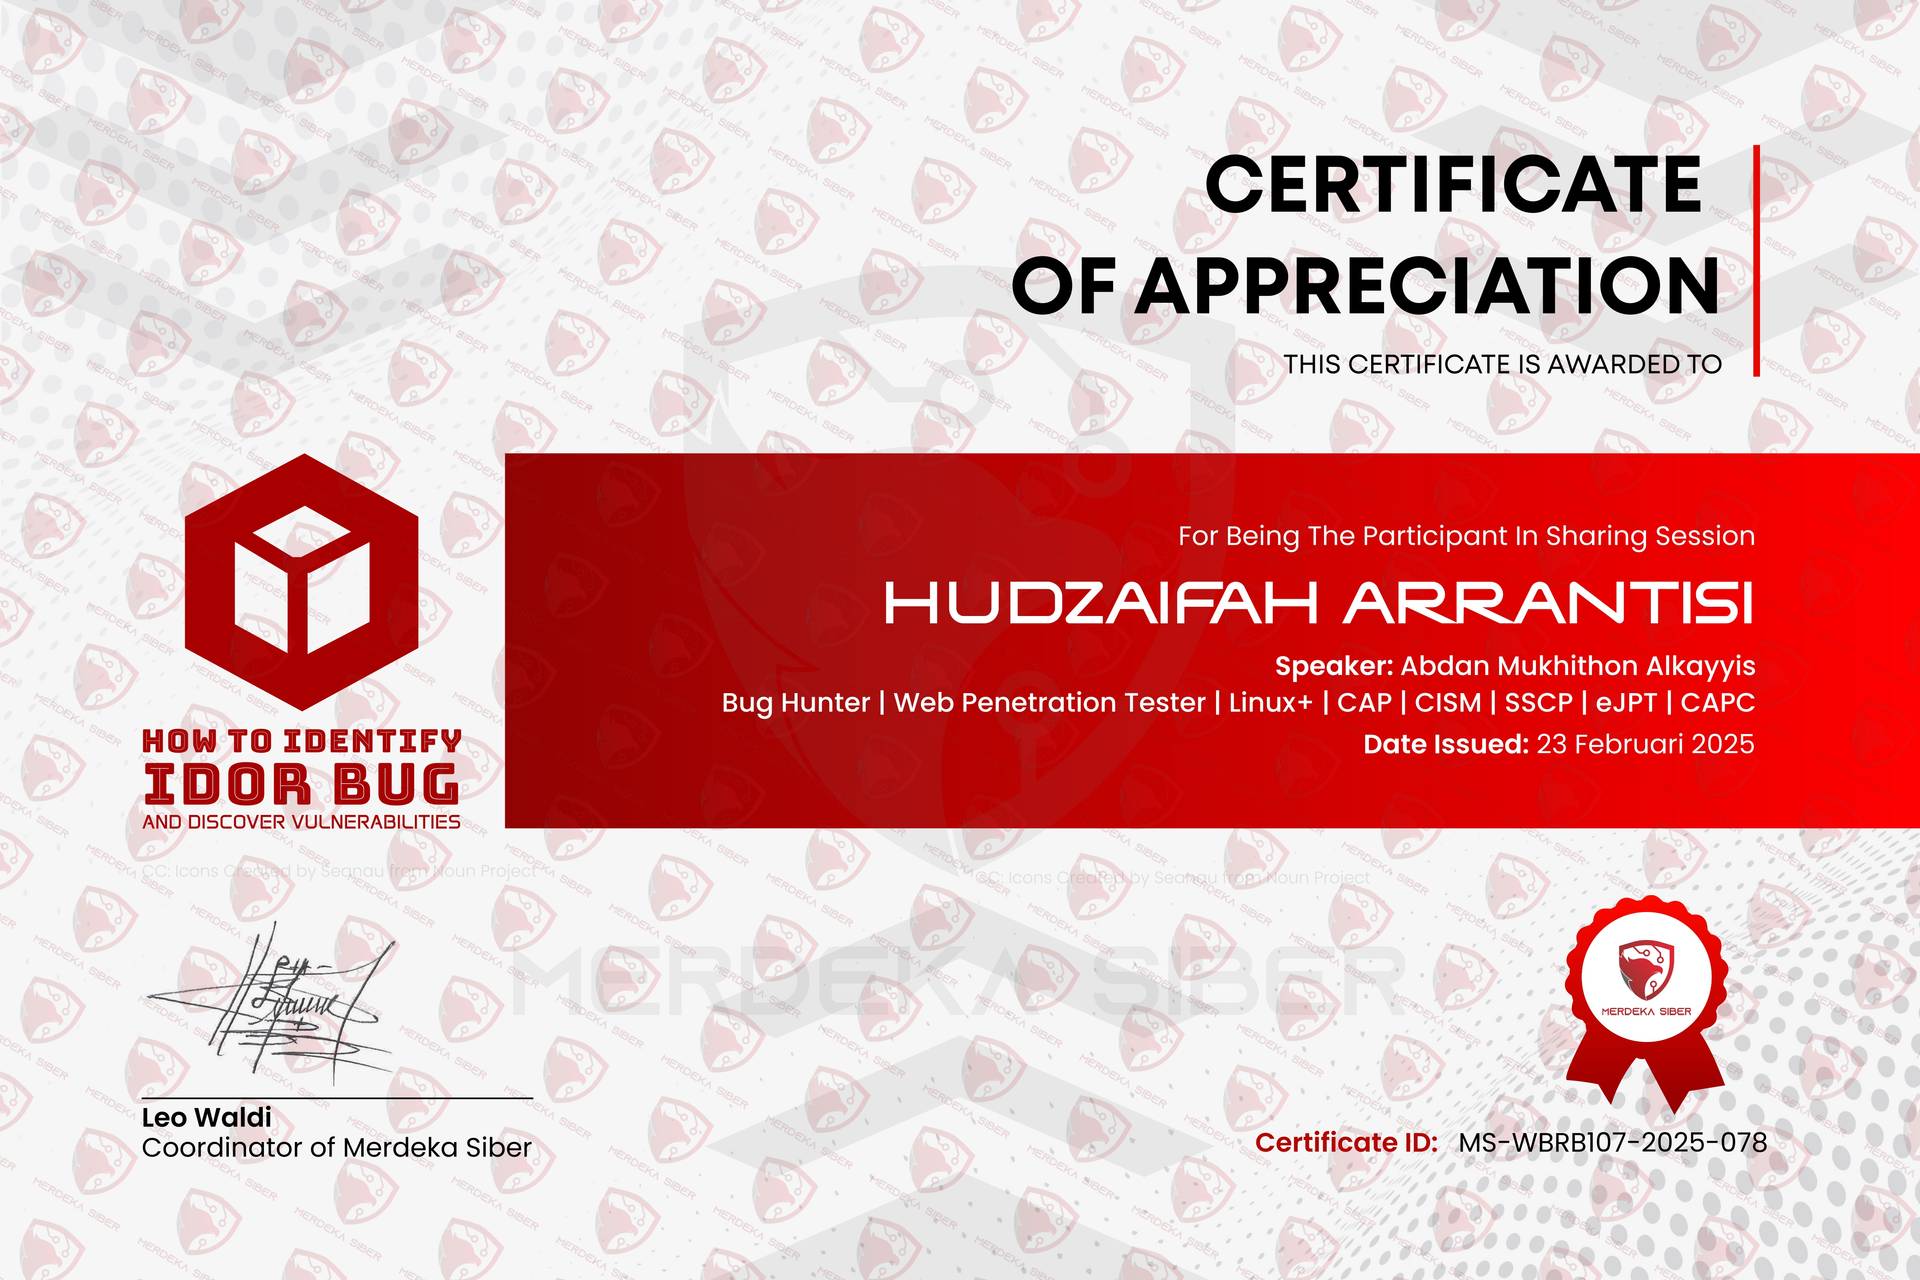 CERTIFICATE
OF APPRECIATION
THIS CERTIFICATE IS AWARDED TO
For Being The Participant In Sharing Session
HUDZAIFAH ARRANTISI
Speaker: Abdan Mukhithon Alkayyis
Bug Hunter | Web Penetration Tester | Linux+ | CAP | CISM | SSCP | eJPT | CAPC
Date Issued: 23 Februari 2025
HOW TO IDENTIFY
IDOR BUG
AND DISCOVER VULNERABILITIES
CC: Icons Created by Seanau from Noun Project
CC: Icons Created by Seanau from Noun Project
MERDEKA SIBER
MERDEKA SIBER
Leo Waldi
Coordinator of Merdeka Siber
Certificate ID: MS-WBRB107-2025-078